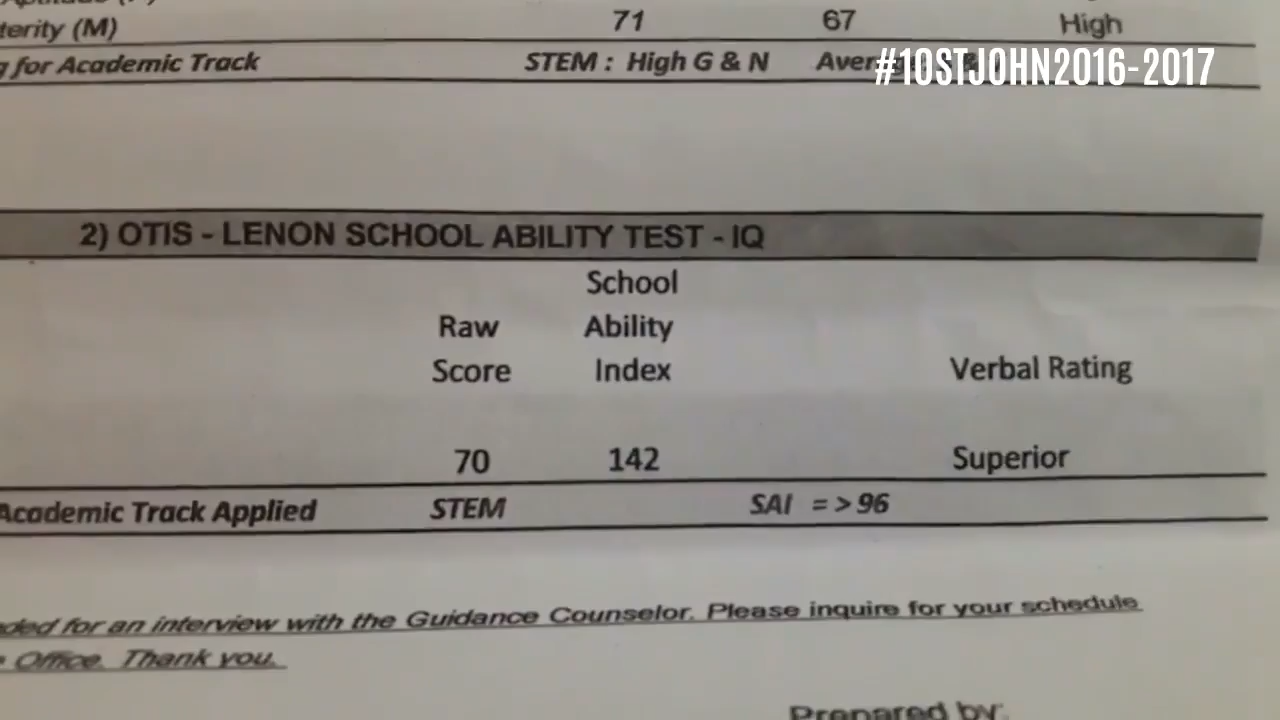 terity (M) 71 67 High
g for Academic Track STEM : High G & N
#10STJOHN2016-2017
2) OTIS - LENON SCHOOL ABILITY TEST - IQ
School
Raw Ability
Score Index Verbal Rating
70 142 Superior
Academic Track Applied STEM SAI = > 96
ded for an interview with the Guidance Counselor. Please inquire for your schedule
Office. Thank you.
Prepared by: